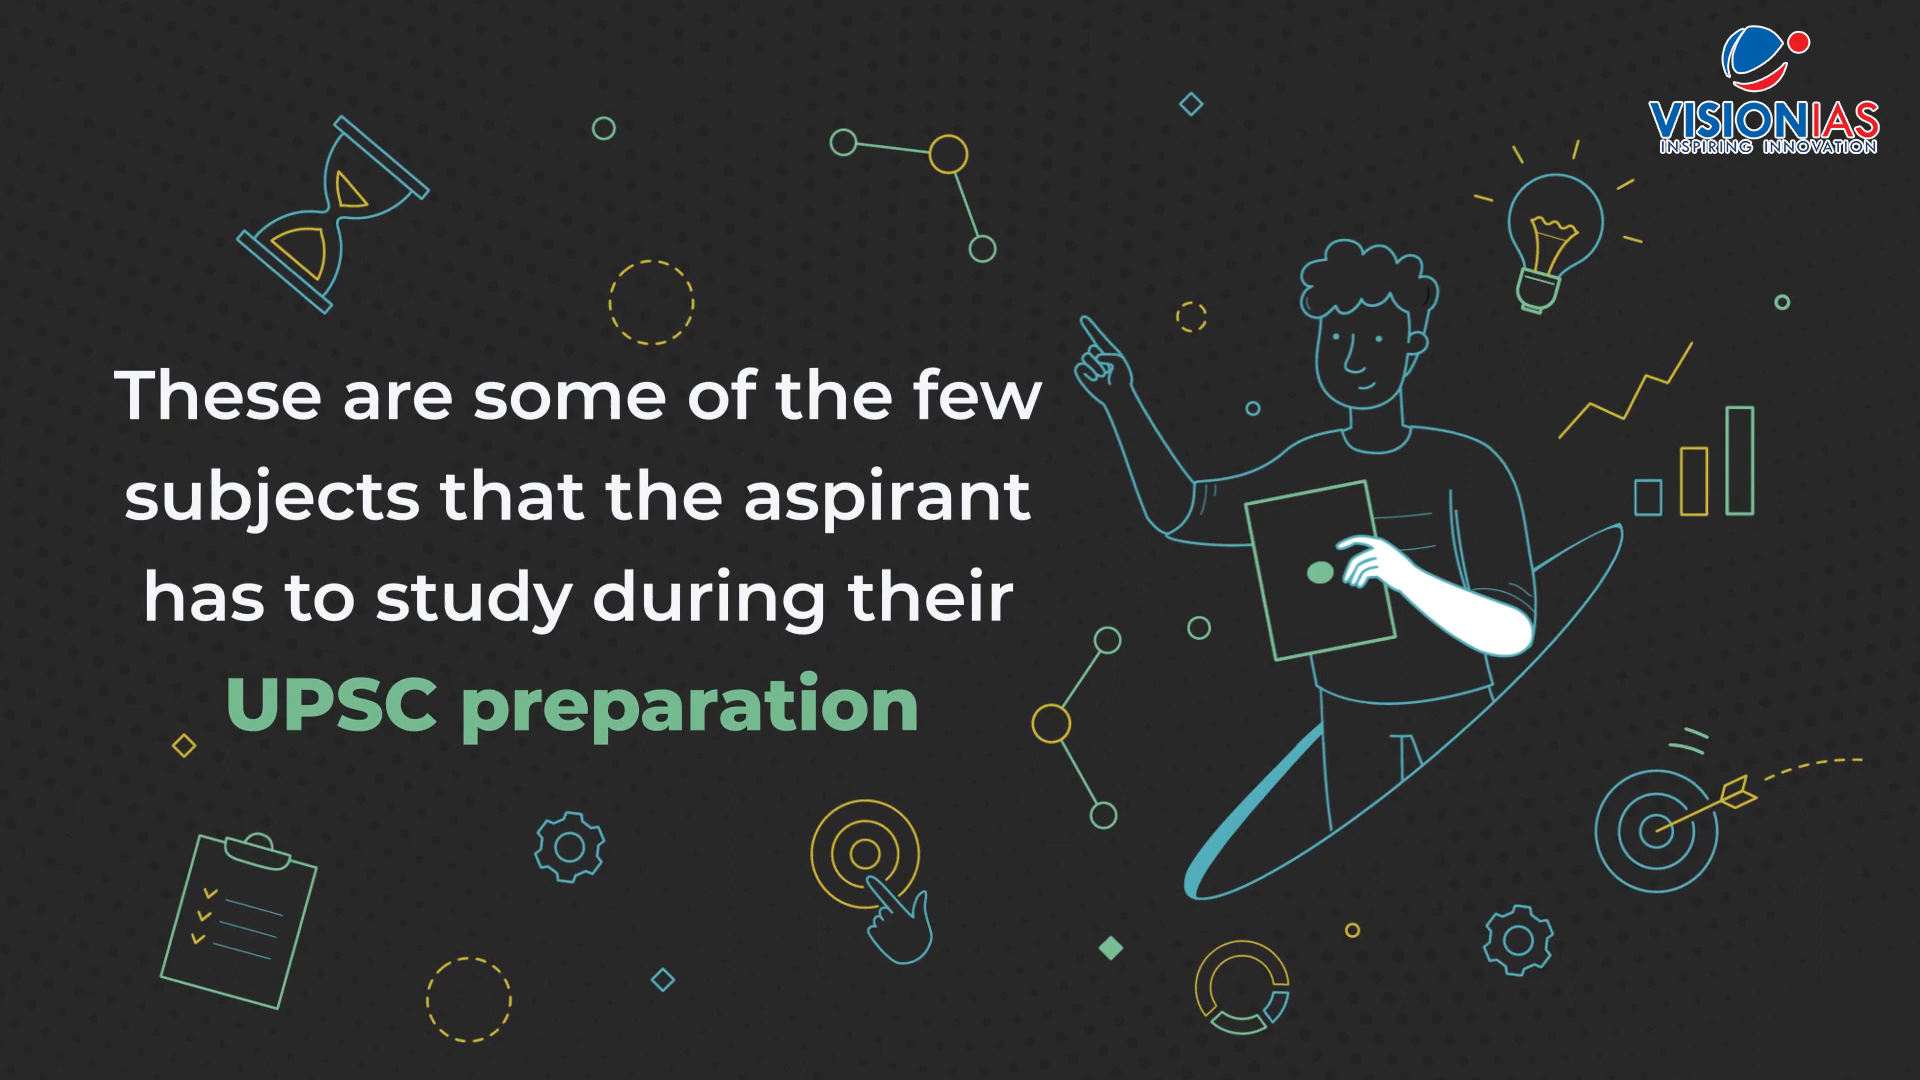 VISIONIAS
INSPIRING INNOVATION
These are some of the few
subjects that the aspirant
has to study during their
UPSC preparation